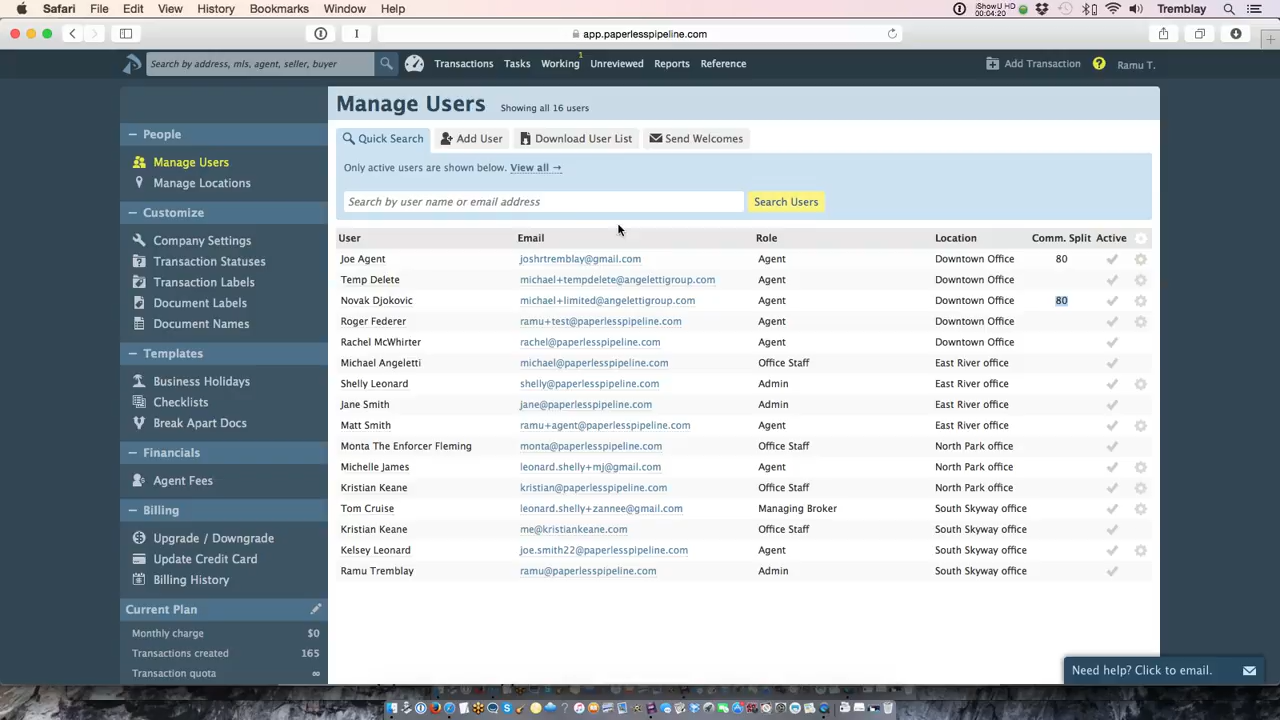 Safari File Edit View History Bookmarks Window Help
iShowU HD
00:04:20
Tremblay
app.paperlesspipeline.com
Search by address, mls, agent, seller, buyer
Transactions Tasks Working 1 Unreviewed Reports Reference
Add Transaction ? Ramu T.
Manage Users Showing all 16 users
Quick Search Add User Download User List Send Welcomes
Only active users are shown below. View all →
Search by user name or email address Search Users
User Email Role Location Comm. Split Active
Joe Agent joshrtremblay@gmail.com Agent Downtown Office 80
Temp Delete michael+tempdelete@angelettigroup.com Agent Downtown Office
Novak Djokovic michael+limited@angelettigroup.com Agent Downtown Office 80
Roger Federer ramu+test@paperlesspipeline.com Agent Downtown Office
Rachel McWhirter rachel@paperlesspipeline.com Agent Downtown Office
Michael Angeletti michael@paperlesspipeline.com Office Staff East River office
Shelly Leonard shelly@paperlesspipeline.com Admin East River office
Jane Smith jane@paperlesspipeline.com Admin East River office
Matt Smith ramu+agent@paperlesspipeline.com Agent East River office
Monta The Enforcer Fleming monta@paperlesspipeline.com Office Staff North Park office
Michelle James leonard.shelly+mj@gmail.com Agent North Park office
Kristian Keane kristian@paperlesspipeline.com Office Staff North Park office
Tom Cruise leonard.shelly+zannee@gmail.com Managing Broker South Skyway office
Kristian Keane me@kristiankeane.com Office Staff South Skyway office
Kelsey Leonard joe.smith22@paperlesspipeline.com Agent South Skyway office
Ramu Tremblay ramu@paperlesspipeline.com Admin South Skyway office
People
Manage Users
Manage Locations
Customize
Company Settings
Transaction Statuses
Transaction Labels
Document Labels
Document Names
Templates
Business Holidays
Checklists
Break Apart Docs
Financials
Agent Fees
Billing
Upgrade / Downgrade
Update Credit Card
Billing History
Current Plan
Monthly charge $0
Transactions created 165
Transaction quota ∞
Need help? Click to email.